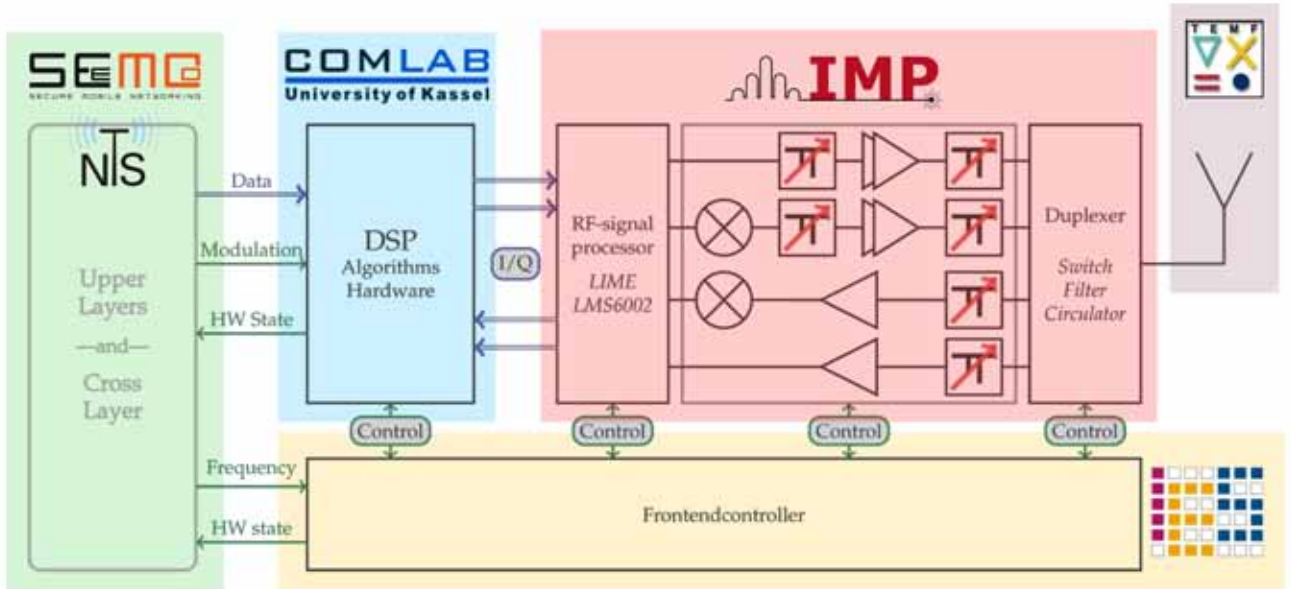 SEEMOO
SECURE MOBILE NETWORKING
NTS
Upper
Layers
—and—
Cross
Layer
Data
Modulation
HW State
Frequency
HW state
COMLAB
University of Kassel
DSP
Algorithms
Hardware
I/Q
IMP
RF-signal
processor
LIME
LMS6002
Duplexer
Switch
Filter
Circulator
T E M F
Control
Control
Control
Control
Frontendcontroller